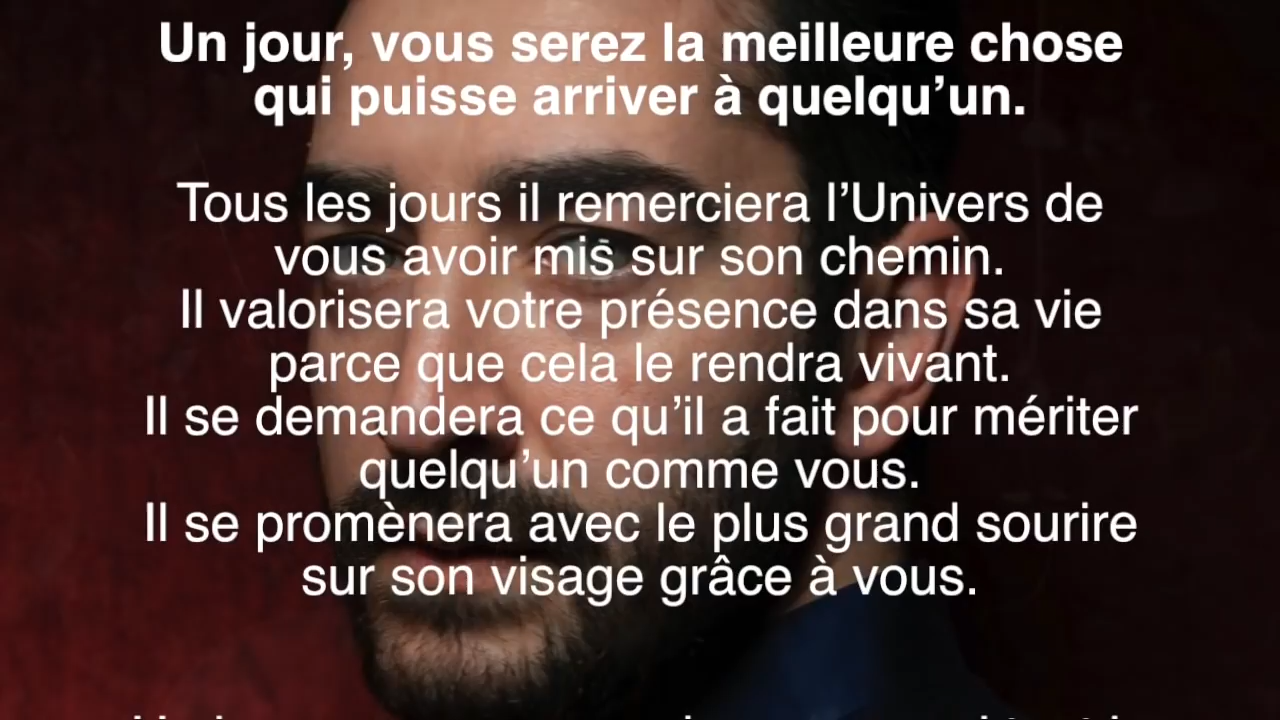 Un jour, vous serez la meilleure chose
qui puisse arriver à quelqu’un.
Tous les jours il remerciera l’Univers de
vous avoir mis sur son chemin.
Il valorisera votre présence dans sa vie
parce que cela le rendra vivant.
Il se demandera ce qu’il a fait pour mériter
quelqu’un comme vous.
Il se promènera avec le plus grand sourire
sur son visage grâce à vous.